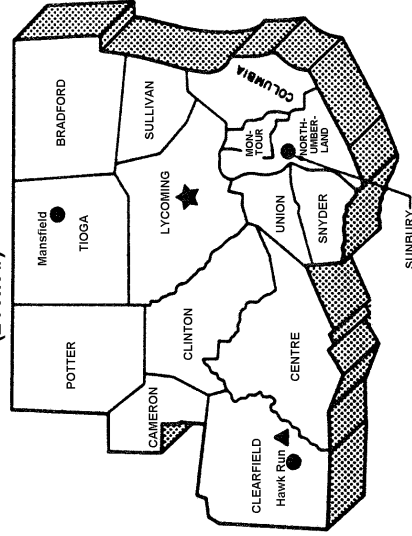 BRADFORD
SULLIVAN
COLUMBIA
MON-
TOUR
NORTH-
UMBER-
LAND
Mansfield
TIOGA
LYCOMING
UNION
SNYDER
SUNBURY
POTTER
CLINTON
CENTRE
CAMERON
CLEARFIELD
Hawk Run